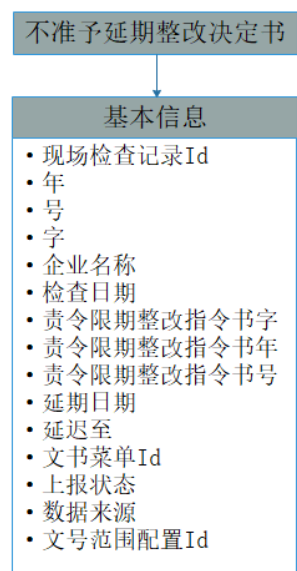 不准予延期整改决定书
基本信息
• 现场检查记录Id
• 年
• 号
• 字
• 企业名称
• 检查日期
• 责令限期整改指令书字
• 责令限期整改指令书年
• 责令限期整改指令书号
• 延期日期
• 延迟至
• 文书菜单Id
• 上报状态
• 数据来源
• 文号范围配置Id